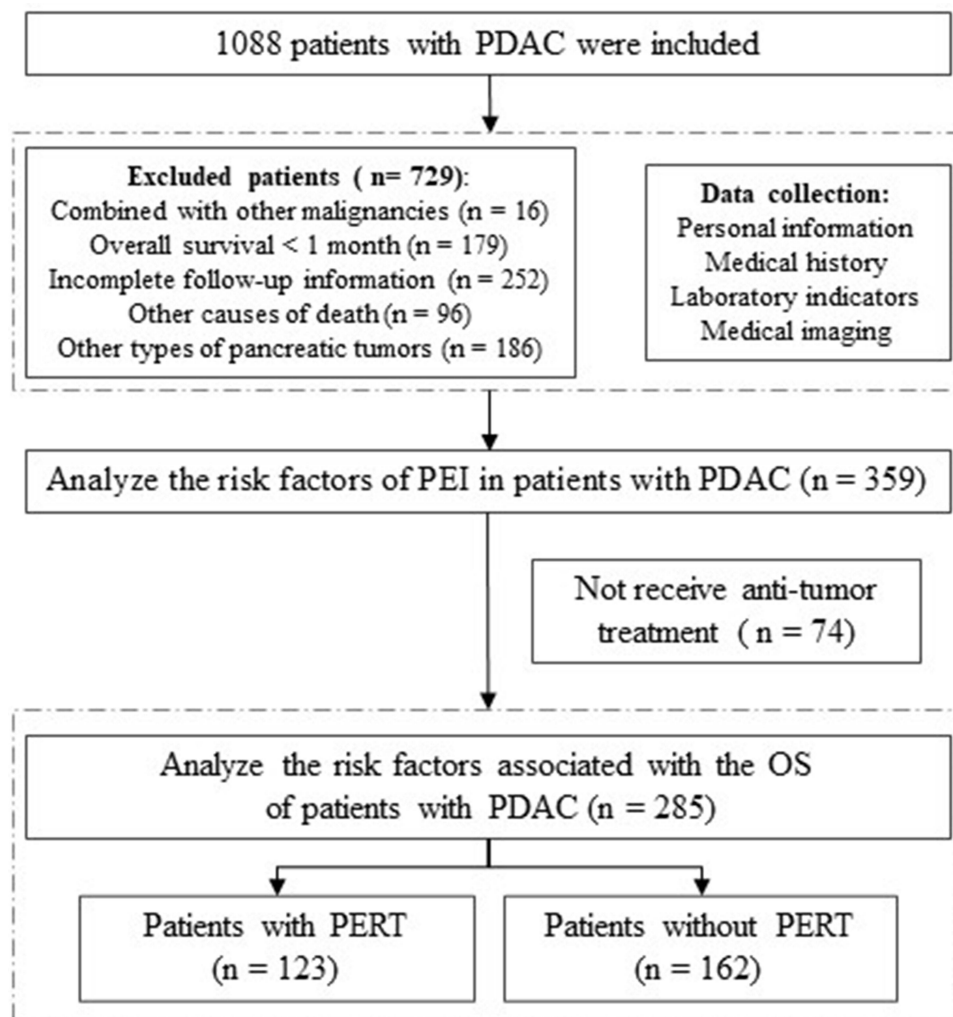 1088 patients with PDAC were included
Excluded patients ( n= 729):
Combined with other malignancies (n = 16)
Overall survival < 1 month (n = 179)
Incomplete follow-up information (n = 252)
Other causes of death (n = 96)
Other types of pancreatic tumors (n = 186)
Data collection:
Personal information
Medical history
Laboratory indicators
Medical imaging
Analyze the risk factors of PEI in patients with PDAC (n = 359)
Not receive anti-tumor
treatment ( n = 74)
Analyze the risk factors associated with the OS
of patients with PDAC (n = 285)
Patients with PERT
(n = 123)
Patients without PERT
(n = 162)